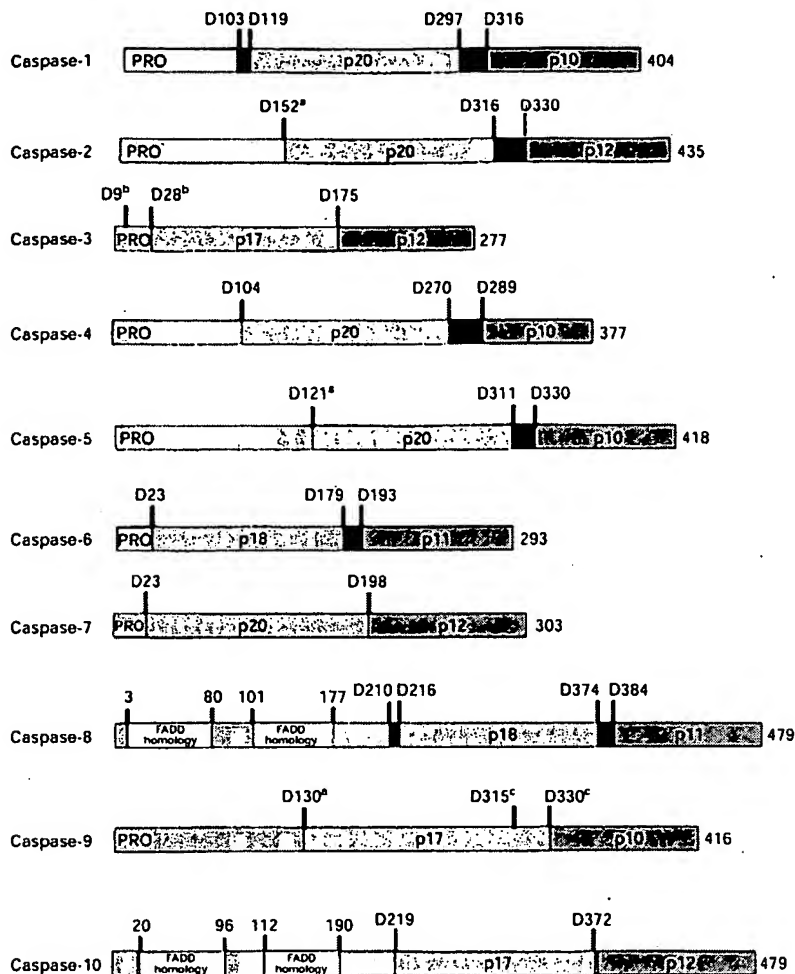 D103 D119 D297 D316
Caspase-1 PRO p20 p10 404
D152ª D316 D330
Caspase-2 PRO p20 p12 435
D9ᵇ D28ᵇ D175
Caspase-3 PRO p17 p12 277
D104 D270 D289
Caspase-4 PRO p20 p10 377
D121ª D311 D330
Caspase-5 PRO p20 p10 418
D23 D179 D193
Caspase-6 PRO p18 p11 293
D23 D198
Caspase-7 PRO p20 p12 303
3 80 101 177 D210 D216 D374 D384
Caspase-8 FADD homology FADD homology p18 p11 479
D130ª D315ᶜ D330ᶜ
Caspase-9 PRO p17 p10 416
20 96 112 190 D219 D372
Caspase-10 FADD homology FADD homology p17 p12 479